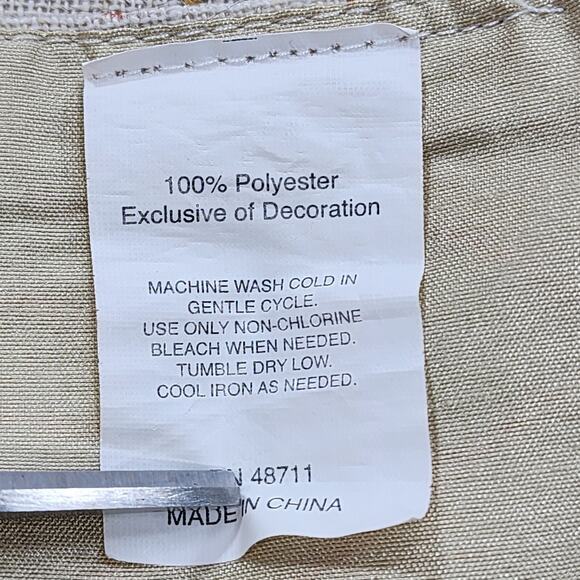 100% Polyester
Exclusive of Decoration
MACHINE WASH COLD IN
GENTLE CYCLE.
USE ONLY NON-CHLORINE
BLEACH WHEN NEEDED.
TUMBLE DRY LOW.
COOL IRON AS NEEDED.
48711
MADE IN CHINA